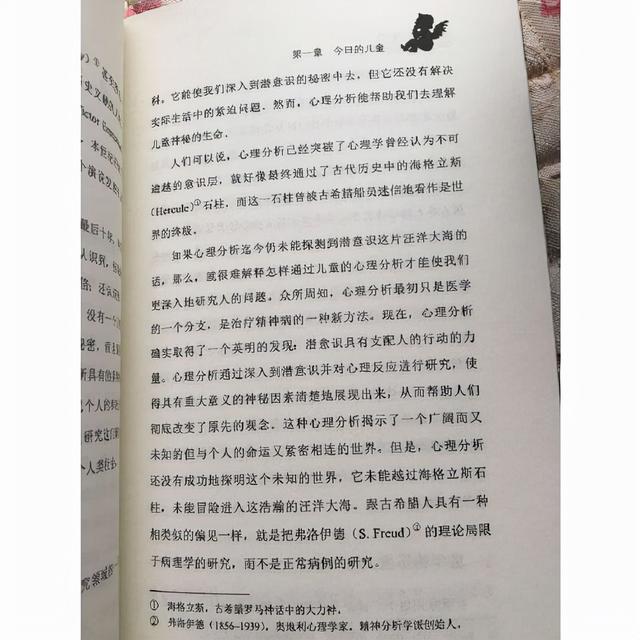 第一章 今日的儿童
科。它能使我们深入到潜意识的秘密中去，但它还没有解决
实际生活中的紧迫问题。然而，心理分析能帮助我们去理解
儿童神秘的生命。
人们可以说，心理分析已经突破了心理学曾经认为不可
逾越的意识层，就好像最终通过了古代历史中的海格立斯
(Hercule)①石柱，而这一石柱曾被古希腊船员迷信地看作是世
界的终极。
如果心理分析迄今仍未能探测到潜意识这片汪洋大海的
话，那么，就很难解释怎样通过儿童的心理分析才能使我们
更深入地研究人的问题。众所周知，心理分析最初只是医学
的一个分支，是治疗精神病的一种新方法。现在，心理分析
确实取得了一个英明的发现：潜意识具有支配人的行动的力
量。心理分析通过深入到潜意识并对心理反应进行研究，使
得具有重大意义的神秘因素清楚地展现出来，从而帮助人们
彻底改变了原先的观念。这种心理分析揭示了一个广阔而又
未知的但与个人的命运又紧密相连的世界。但是，心理分析
还没有成功地探明这个未知的世界，它未能越过海格立斯石
柱，未能冒险进入这浩瀚的汪洋大海。跟古希腊人具有一种
相类似的偏见一样，就是把弗洛伊德（S. Freud）②的理论局限
于病理学的研究，而不是正常病例的研究。
① 海格立斯，古希腊罗马神话中的大力神。
② 弗洛伊德（1856-1939），奥地利心理学家，精神分析学派创始人。